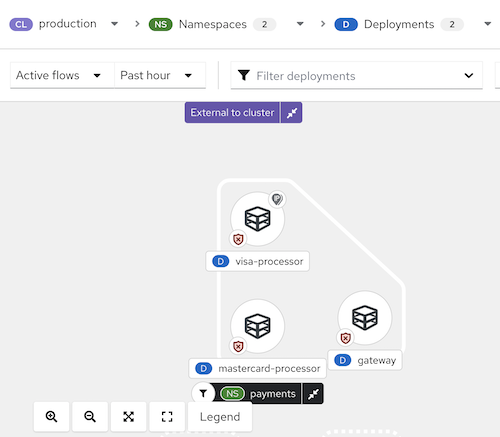 CL production NS Namespaces 2 D Deployments 2
Active flows Past hour Filter deployments
External to cluster
D visa-processor
D gateway
D mastercard-processor
NS payments
Legend